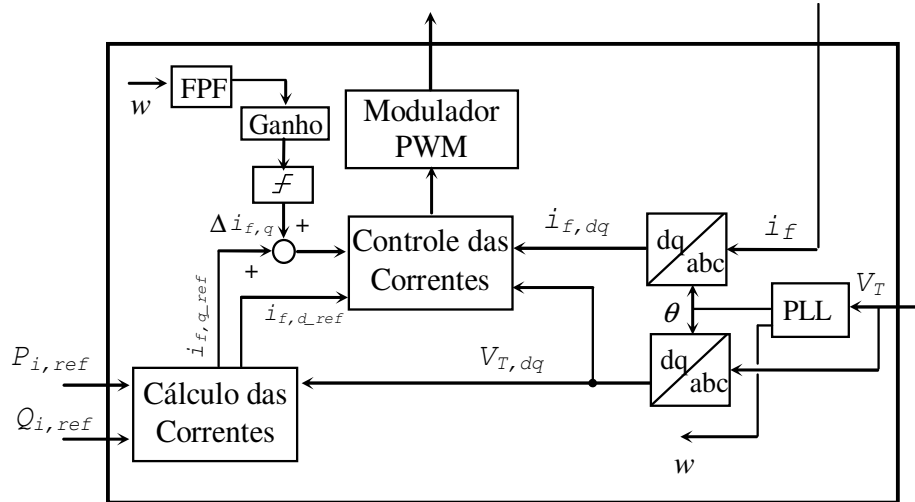 w
FPF
Ganho
Modulador
PWM
Δ i_{f,q}
+
+
Controle das
Correntes
i_{f,dq}
dq
abc
i_f
V_T
PLL
θ
i_{f,q_ref}
i_{f,d_ref}
P_{i,ref}
Cálculo das
Correntes
V_{T,dq}
dq
abc
Q_{i,ref}
w